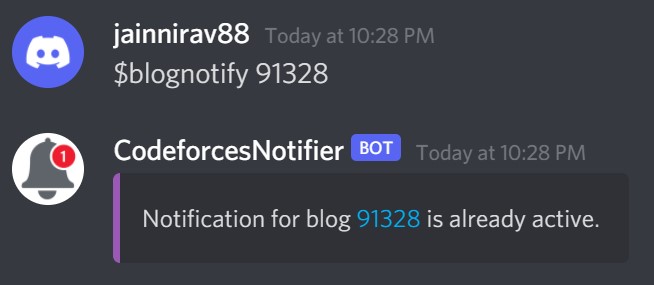 jainnirav88 Today at 10:28 PM
$blognotify 91328
1
CodeforcesNotifier BOT Today at 10:28 PM
Notification for blog 91328 is already active.